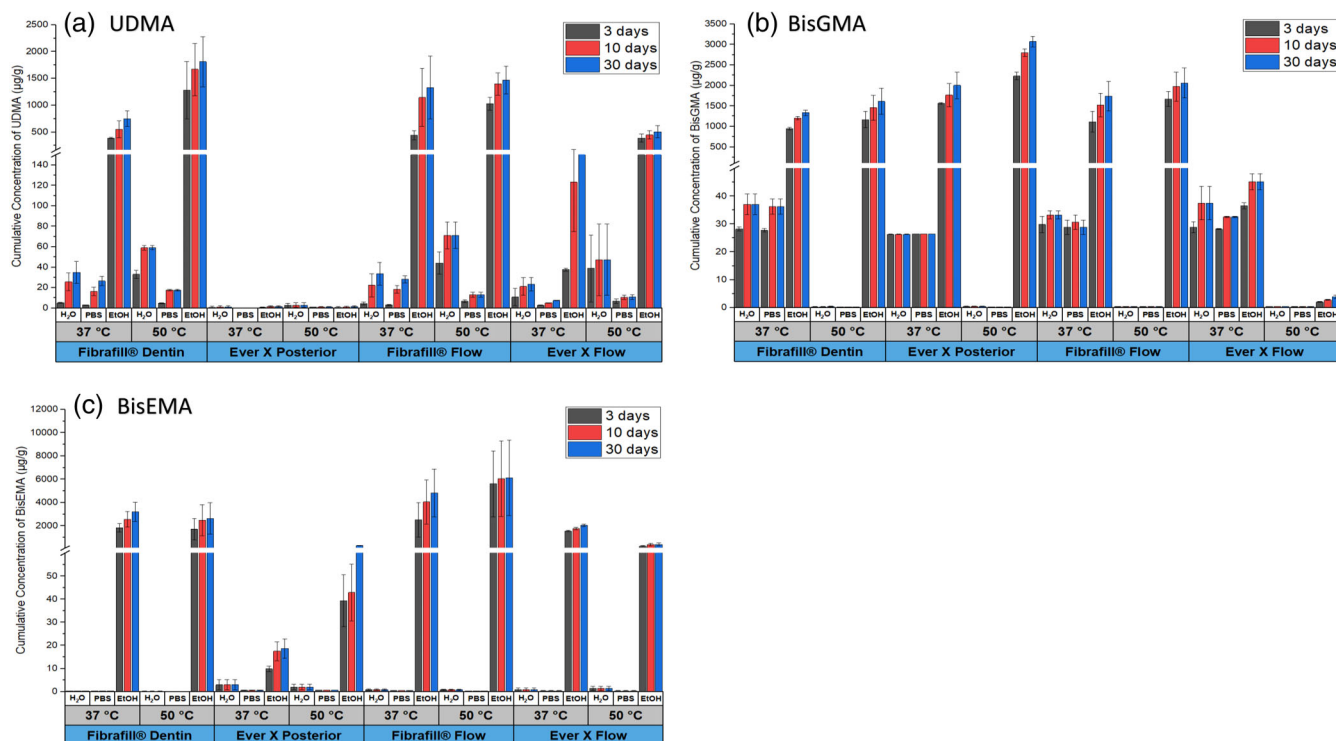 (a) UDMA
3 days
10 days
30 days
Cumulative Concentration of UDMA (µg/g)
2500
2000
1500
1000
500
140
120
100
80
60
40
20
0
H₂O PBS EtOH H₂O PBS EtOH H₂O PBS EtOH H₂O PBS EtOH H₂O PBS EtOH H₂O PBS EtOH H₂O PBS EtOH H₂O PBS EtOH
37 °C 50 °C 37 °C 50 °C 37 °C 50 °C 37 °C 50 °C
Fibrafill® Dentin Ever X Posterior Fibrafill® Flow Ever X Flow
(b) BisGMA
3 days
10 days
30 days
Cumulative Concentration of BisGMA (µg/g)
3500
3000
2500
2000
1500
1000
500
40
30
20
10
0
H₂O PBS EtOH H₂O PBS EtOH H₂O PBS EtOH H₂O PBS EtOH H₂O PBS EtOH H₂O PBS EtOH H₂O PBS EtOH H₂O PBS EtOH
37 °C 50 °C 37 °C 50 °C 37 °C 50 °C 37 °C 50 °C
Fibrafill® Dentin Ever X Posterior Fibrafill® Flow Ever X Flow
(c) BisEMA
3 days
10 days
30 days
Cumulative Concentration of BisEMA (µg/g)
12000
10000
8000
6000
4000
2000
50
40
30
20
10
0
H₂O PBS EtOH H₂O PBS EtOH H₂O PBS EtOH H₂O PBS EtOH H₂O PBS EtOH H₂O PBS EtOH H₂O PBS EtOH H₂O PBS EtOH
37 °C 50 °C 37 °C 50 °C 37 °C 50 °C 37 °C 50 °C
Fibrafill® Dentin Ever X Posterior Fibrafill® Flow Ever X Flow